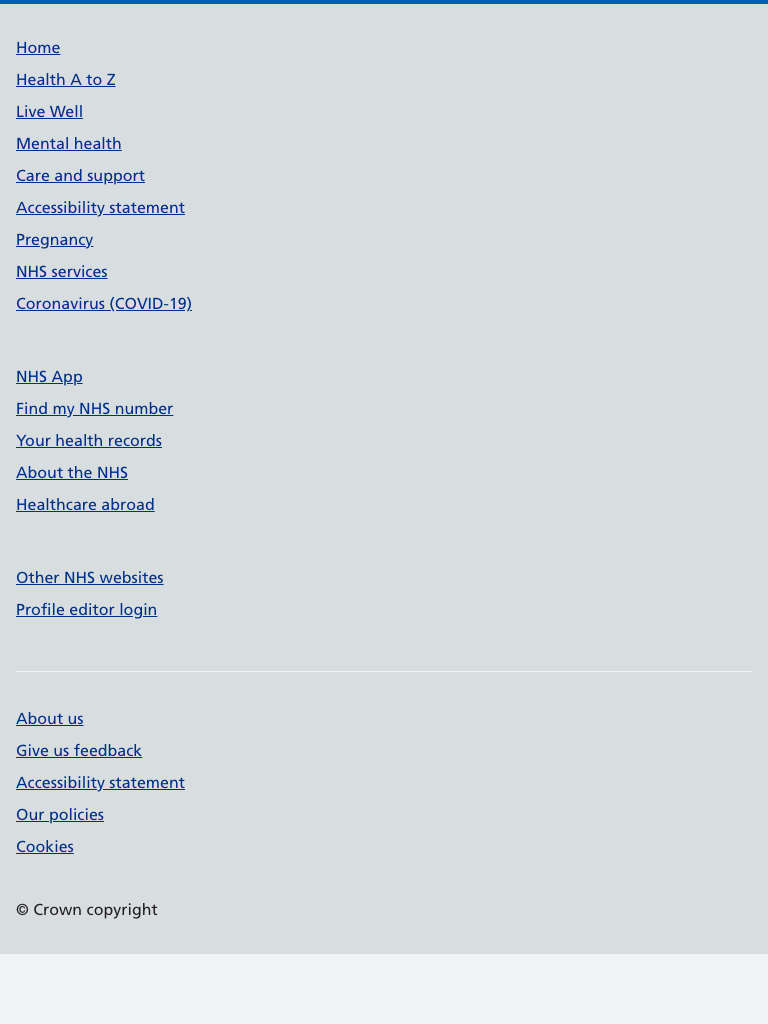 Home
Health A to Z
Live Well
Mental health
Care and support
Accessibility statement
Pregnancy
NHS services
Coronavirus (COVID-19)
NHS App
Find my NHS number
Your health records
About the NHS
Healthcare abroad
Other NHS websites
Profile editor login
About us
Give us feedback
Accessibility statement
Our policies
Cookies
© Crown copyright